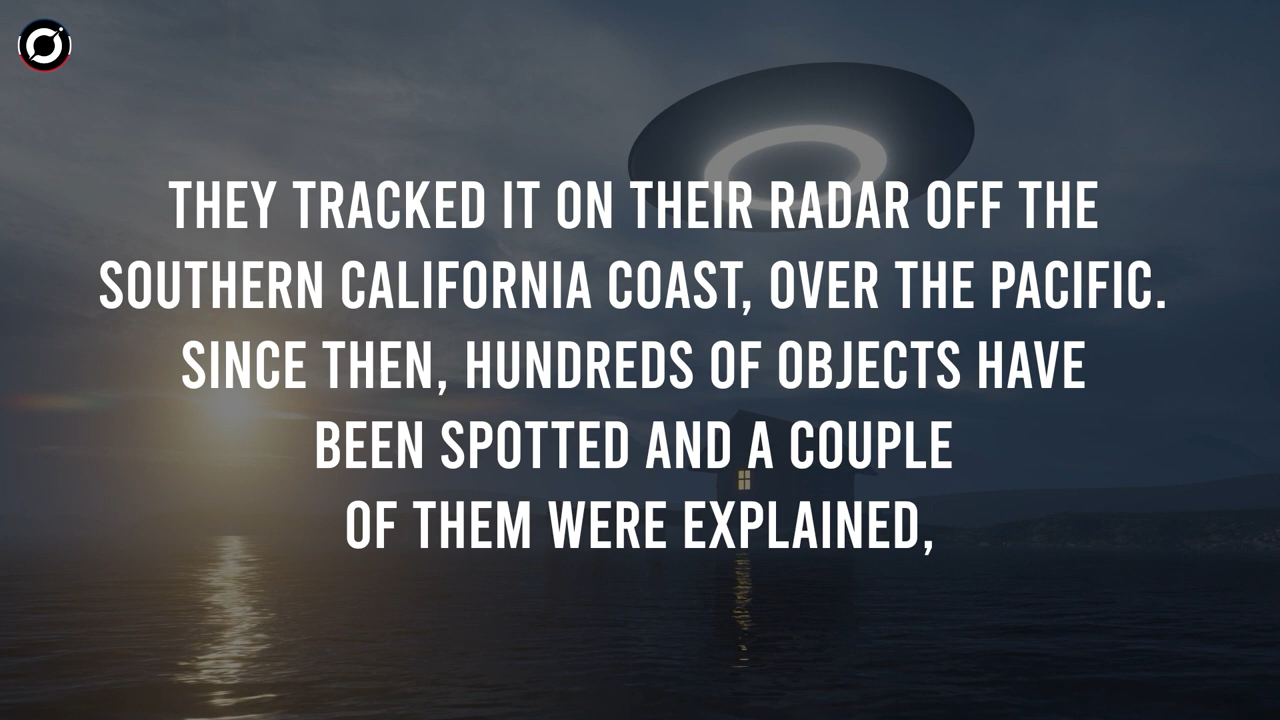 THEY TRACKED IT ON THEIR RADAR OFF THE
SOUTHERN CALIFORNIA COAST, OVER THE PACIFIC.
SINCE THEN, HUNDREDS OF OBJECTS HAVE
BEEN SPOTTED AND A COUPLE
OF THEM WERE EXPLAINED,